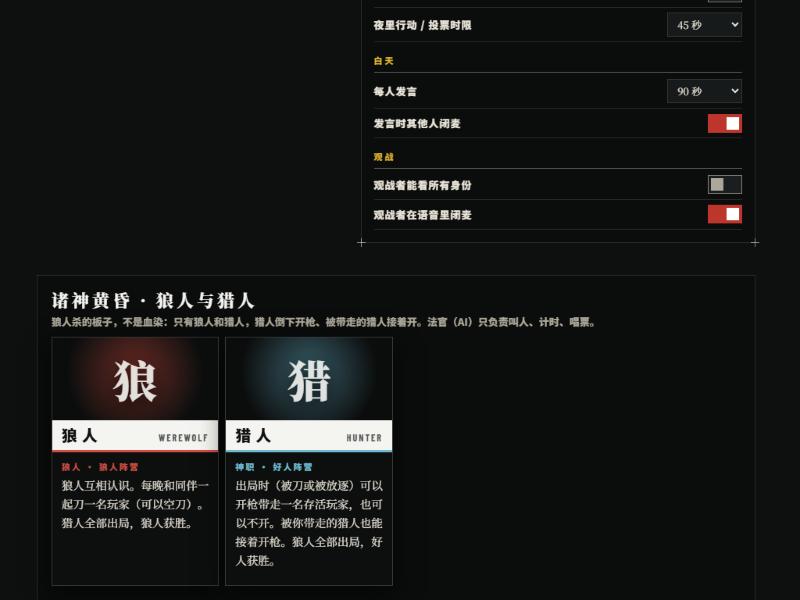 夜里行动 / 投票时限
45 秒
白天
每人发言
90 秒
发言时其他人闭麦
观战
观战者能看所有身份
观战者在语音里闭麦
诸神黄昏 · 狼人与猎人
狼人杀的板子，不是血染：只有狼人和猎人，猎人倒下开枪、被带走的猎人接着开。法官（AI）只负责叫人、计时、唱票。
狼
狼人
WEREWOLF
狼人 · 狼人阵营
狼人互相认识。每晚和同伴一
起刀一名玩家（可以空刀）。
猎人全部出局，狼人获胜。
猎
猎人
HUNTER
神职 · 好人阵营
出局时（被刀或被放逐）可以
开枪带走一名存活玩家，也可
以不开。被你带走的猎人也能
接着开枪。狼人全部出局，好
人获胜。